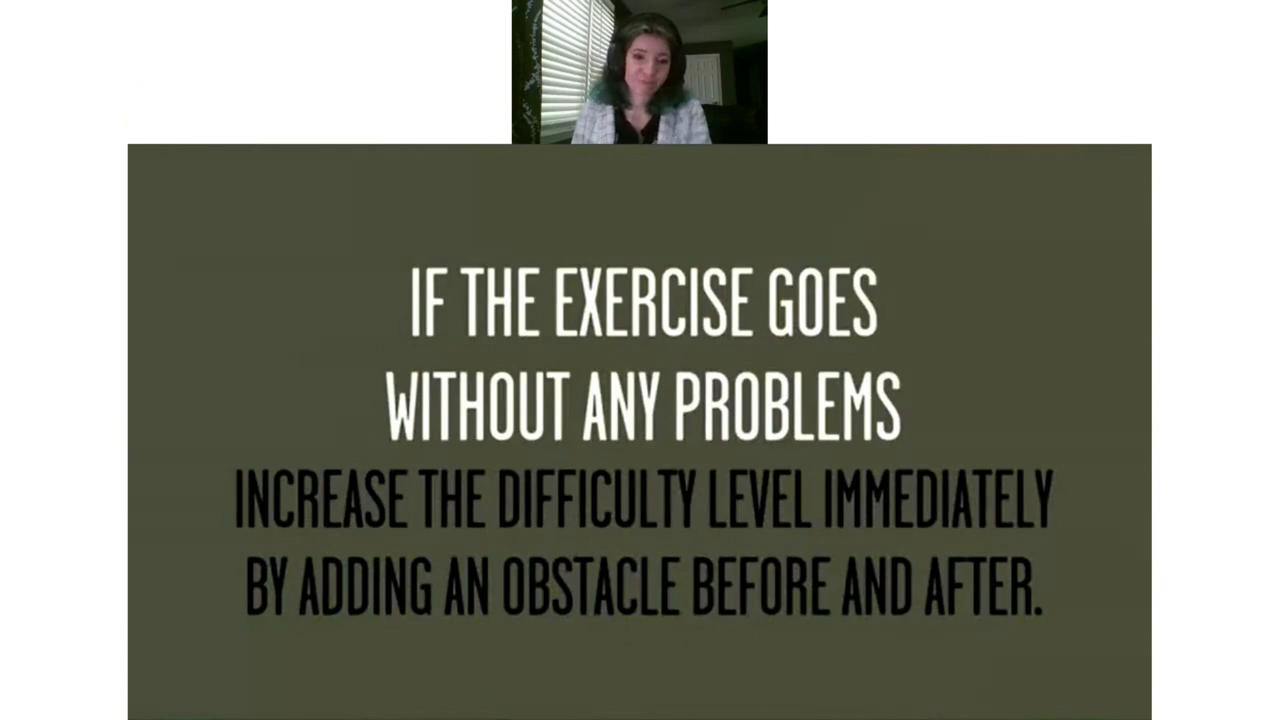 IF THE EXERCISE GOES
WITHOUT ANY PROBLEMS
INCREASE THE DIFFICULTY LEVEL IMMEDIATELY
BY ADDING AN OBSTACLE BEFORE AND AFTER.